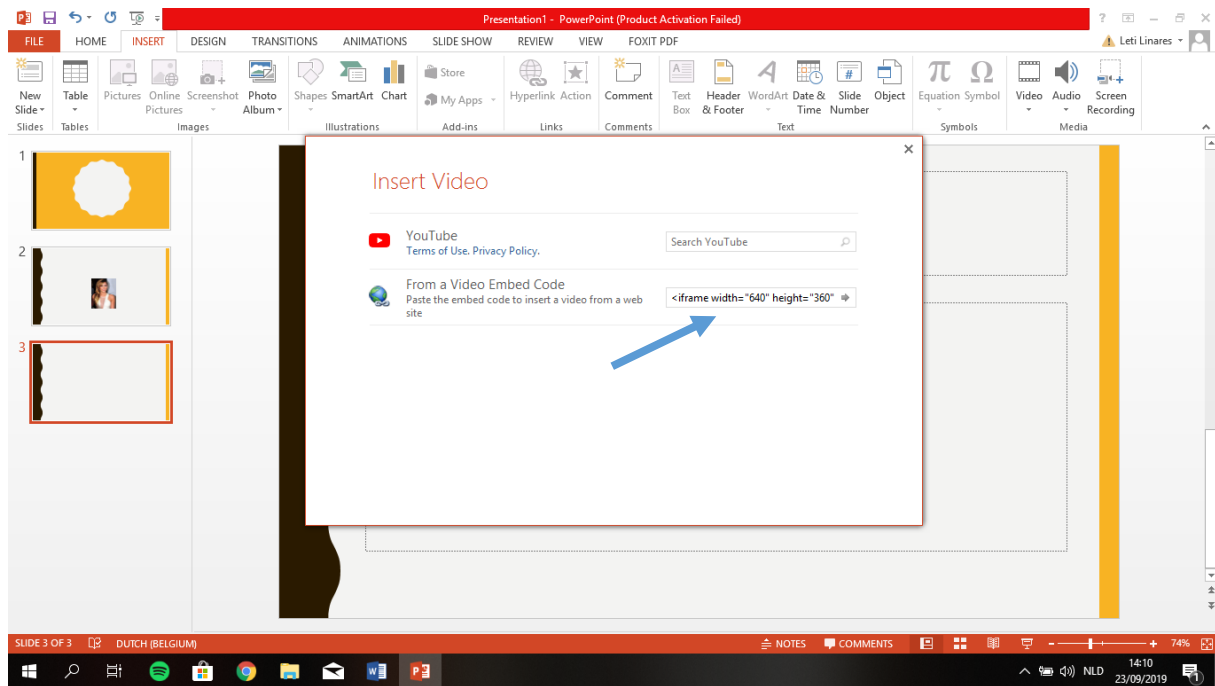 Presentation1 - PowerPoint (Product Activation Failed)
?
FILE HOME INSERT DESIGN TRANSITIONS ANIMATIONS SLIDE SHOW REVIEW VIEW FOXIT PDF Leti Linares
New Slide
Table
Pictures
Online Pictures
Screenshot
Photo Album
Shapes
SmartArt
Chart
Store
My Apps
Hyperlink
Action
Comment
Text Box
Header & Footer
WordArt
Date & Time
#
Slide Number
Object
π
Equation
Ω
Symbol
Video
Audio
Screen Recording
Slides Tables Images Illustrations Add-ins Links Comments Text Symbols Media
1
2
3
Insert Video
YouTube
Terms of Use. Privacy Policy.
Search YouTube
From a Video Embed Code
Paste the embed code to insert a video from a web
site
<iframe width="640" height="360"
SLIDE 3 OF 3 DUTCH (BELGIUM) NOTES COMMENTS 74%
NLD
14:10
23/09/2019
1